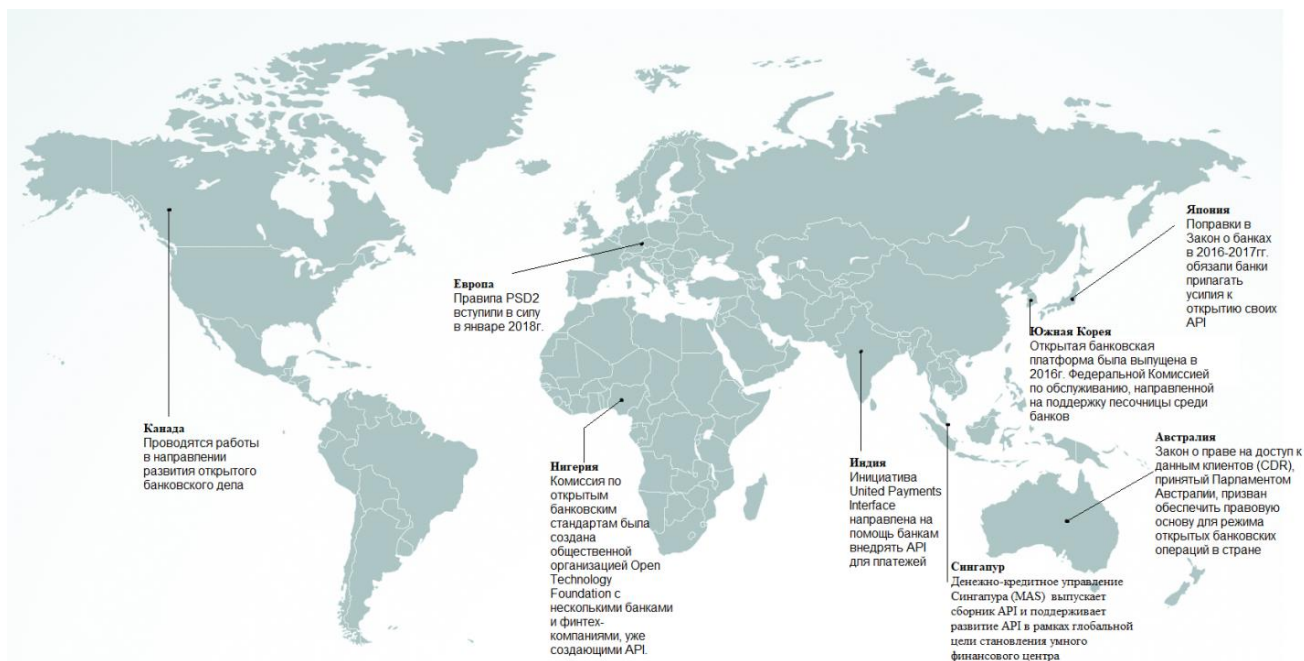 Канада
Проводятся работы
в направлении
развития открытого
банковского депа
Европа
Правила PSD2
вступили в сипу
в январе 2018г.
Нигерия
Комиссия по
открытым
банковским
стандартам была
создана
общественной
организацией Open
Technology
Foundation с
несколькими банками
и финтех-
компаниями, уже
создающими API.
Индия
Инициатива
United Payments
Interface
направлена на
помощь банкам
внедрять API
для платежей
Япония
Поправки в
Закон о банках
в 2016-2017гг.
обязали банки
прилагать
усилия к
открытию своих
API
Южная Корея
Открытая банковская
платформа была выпущена в
2016г. Федеральной Комиссией
по обслуживанию, направленной
на поддержку песочницы среди
банков
Австралия
Закон о праве на доступ к
данным клиентов (CDR),
принятый Парламентом
Австралии, призван
обеспечить правовую
основу для режима
открытых банковских
операций в стране
Сингапур
Денежно-кредитное управление
Сингапура (MAS) выпускает
сборник API и поддерживает
развитие API в рамках глобальной
цели становления умного
финансового центра